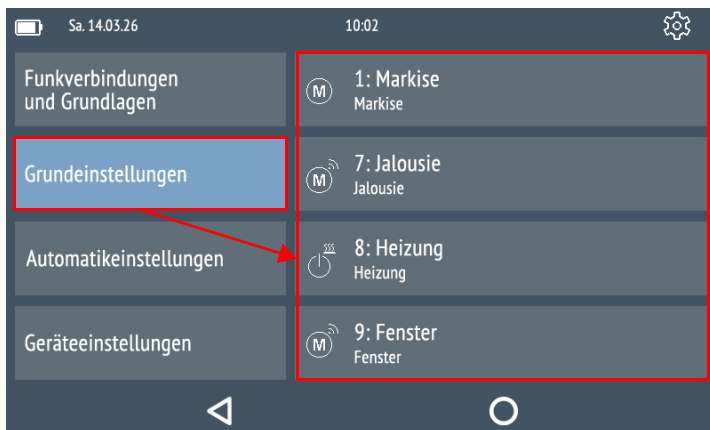 Sa. 14.03.26
10:02
Funkverbindungen
und Grundlagen
Grundeinstellungen
Automatikeinstellungen
Geräteeinstellungen
M
1: Markise
Markise
M
7: Jalousie
Jalousie
8: Heizung
Heizung
M
9: Fenster
Fenster